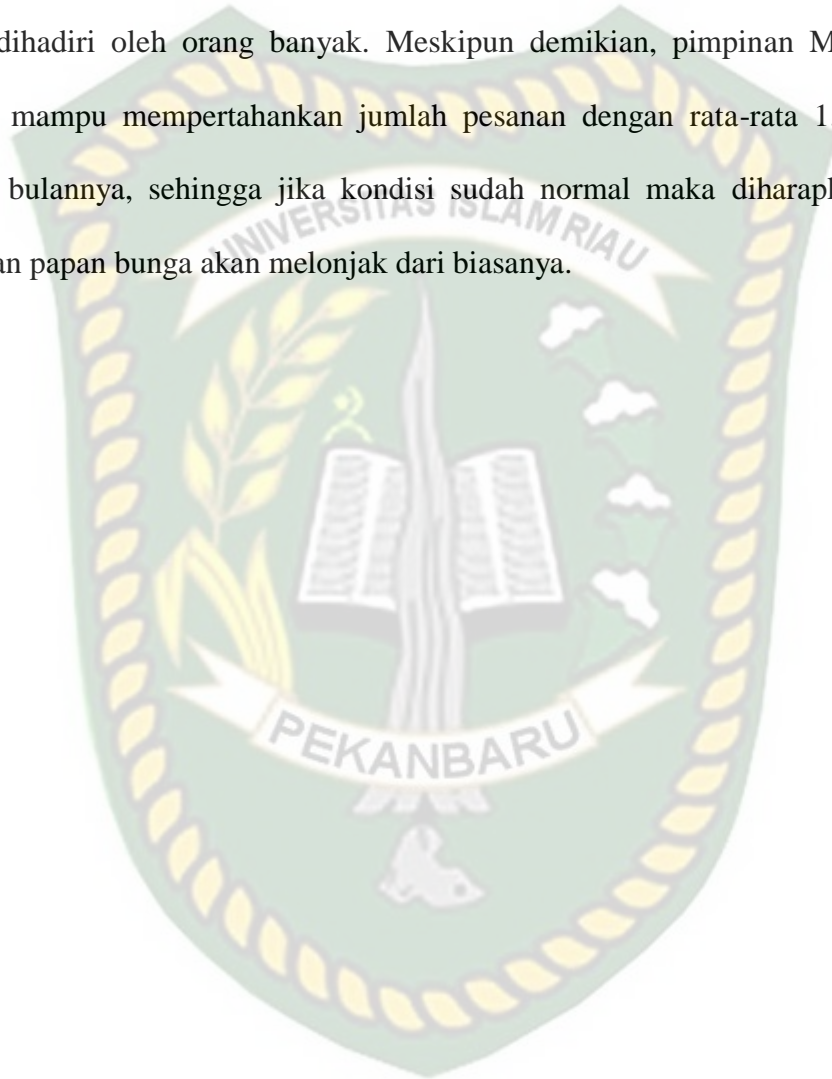 dihadiri oleh orang banyak. Meskipun demikian, pimpinan M
mampu mempertahankan jumlah pesanan dengan rata-rata 1.
bulannya, sehingga jika kondisi sudah normal maka diharap
an papan bunga akan melonjak dari biasanya.
UNIVERSITAS ISLAM RIAU
PEKANBARU